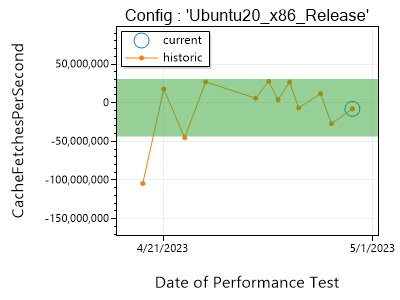 Config : 'Ubuntu20_x86_Release'
current
historic
50,000,000
0
-50,000,000
-100,000,000
-150,000,000
CacheFetchesPerSecond
4/21/2023
5/1/2023
Date of Performance Test